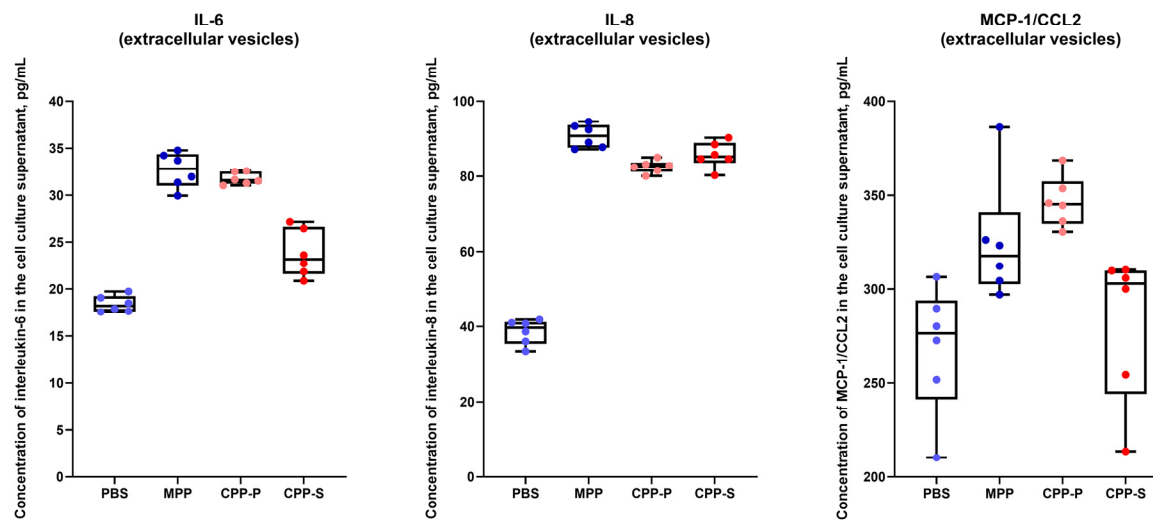 IL-6
(extracellular vesicles)
Concentration of interleukin-6 in the cell culture supernatant, pg/mL
40
35
30
25
20
15
10
5
0
PBS MPP CPP-P CPP-S
IL-8
(extracellular vesicles)
Concentration of interleukin-8 in the cell culture supernatant, pg/mL
100
80
60
40
20
0
PBS MPP CPP-P CPP-S
MCP-1/CCL2
(extracellular vesicles)
Concentration of MCP-1/CCL2 in the cell culture supernatant, pg/mL
400
350
300
250
200
PBS MPP CPP-P CPP-S